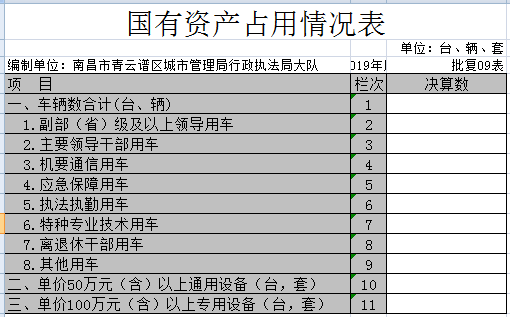 国有资产占用情况表
单位：台、辆、套
编制单位：南昌市青云谱区城市管理局行政执法局大队 019年 批复09表
项 目 栏次 决算数
一、车辆数合计(台、辆) 1
1.副部（省）级及以上领导用车 2
2.主要领导干部用车 3
3.机要通信用车 4
4.应急保障用车 5
5.执法执勤用车 6
6.特种专业技术用车 7
7.离退休干部用车 8
8.其他用车 9
二、单价50万元（含）以上通用设备（台，套） 10
三、单价100万元（含）以上专用设备（台，套） 11